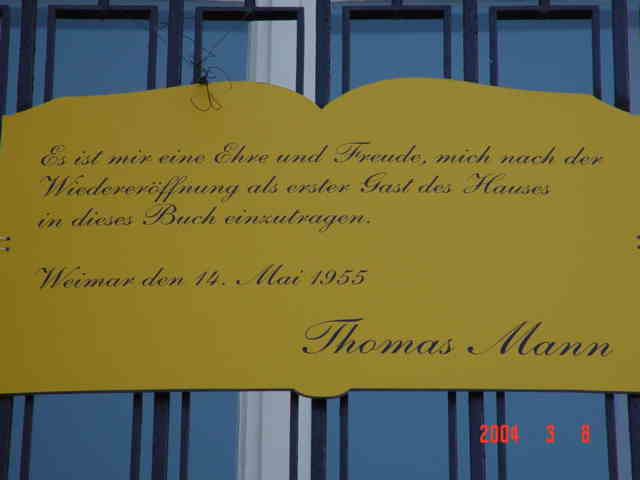 Es ist mir eine Ehre und Freude, mich nach der
Wiedereröffnung als erster Gast des Hauses
in dieses Buch einzutragen.
Weimar den 14. Mai 1955
Thomas Mann
2004 3 8